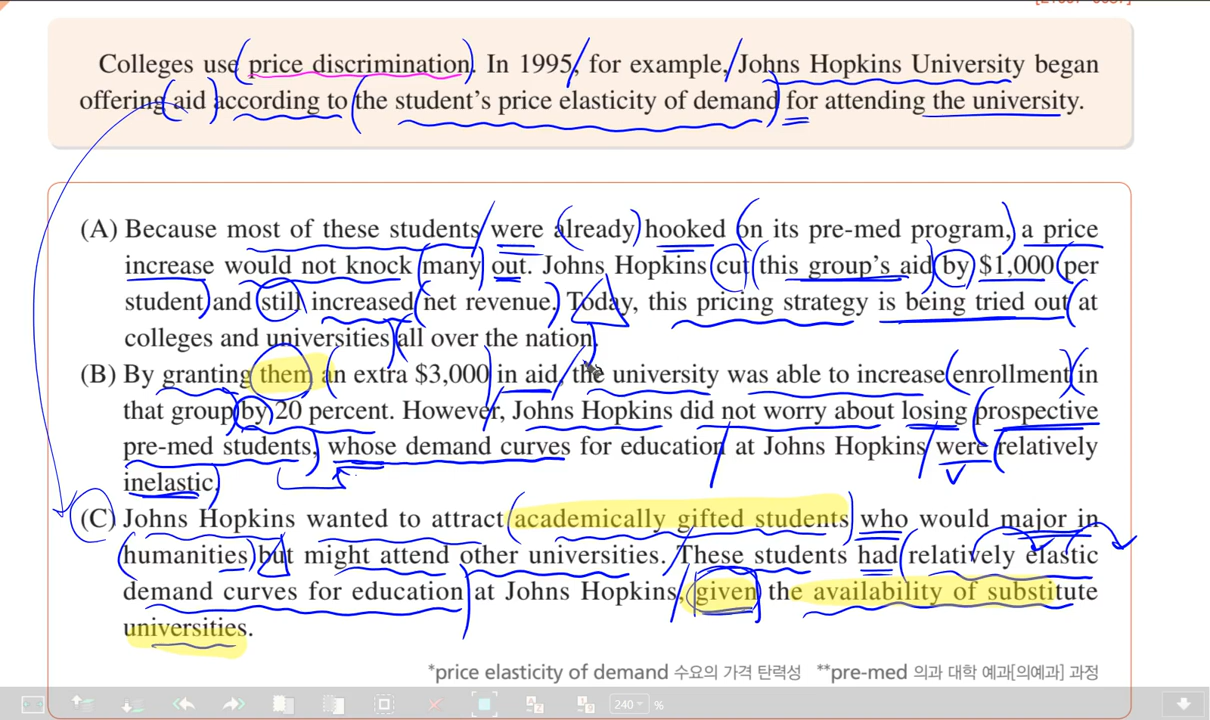 Colleges use price discrimination. In 1995, for example, Johns Hopkins University began
offering aid according to the student's price elasticity of demand for attending the university.
(A) Because most of these students were already hooked on its pre-med program, a price
increase would not knock many out. Johns Hopkins cut this group's aid by $1,000 per
student and still increased net revenue. Today, this pricing strategy is being tried out at
colleges and universities all over the nation.
(B) By granting them an extra $3,000 in aid, the university was able to increase enrollment in
that group by 20 percent. However, Johns Hopkins did not worry about losing prospective
pre-med students, whose demand curves for education at Johns Hopkins were relatively
inelastic.
(C) Johns Hopkins wanted to attract academically gifted students who would major in
humanities but might attend other universities. These students had relatively elastic
demand curves for education at Johns Hopkins, given the availability of substitute
universities.
*price elasticity of demand 수요의 가격 탄력성 **pre-med 의과 대학 예과[의예과] 과정
240 %